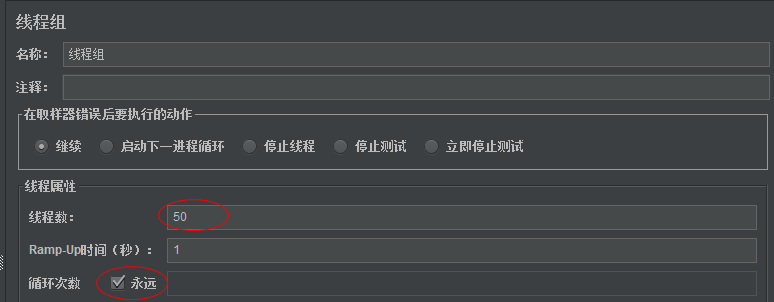 线程组
名称： 线程组
注释：
在取样器错误后要执行的动作
继续 启动下一进程循环 停止线程 停止测试 立即停止测试
线程属性
线程数： 50
Ramp-Up时间（秒）： 1
循环次数 永远